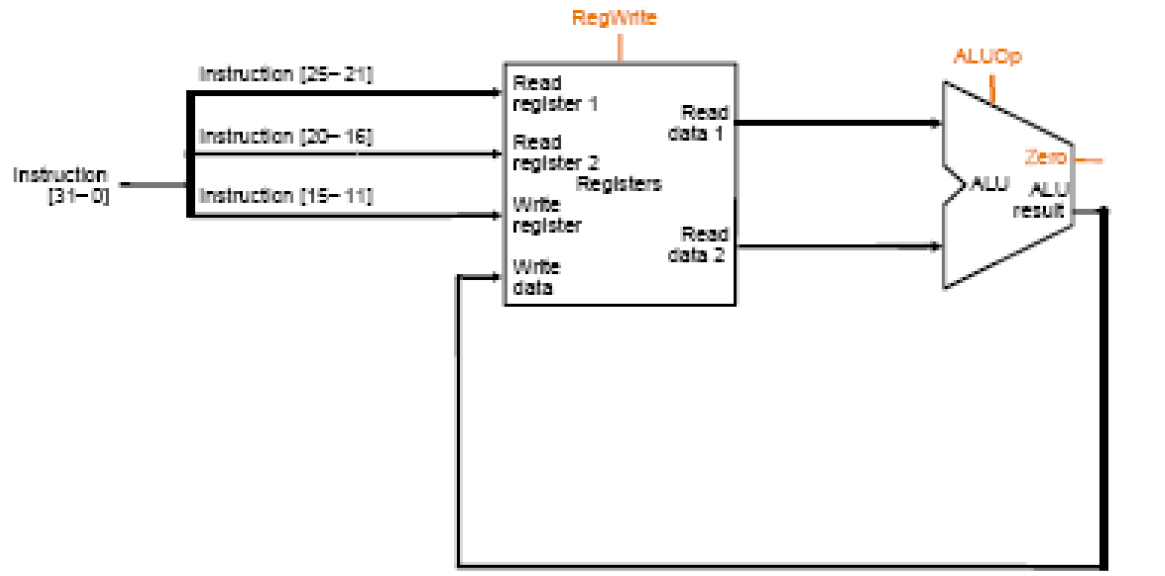 RegWrite
Instruction [25–21]
Read
register 1
Read
data 1
ALUOp
Instruction [20–16]
Read
register 2
Registers
Zero
Instruction
[31–0]
ALU
ALU
result
Instruction [15–11]
Write
register
Read
data 2
Write
data